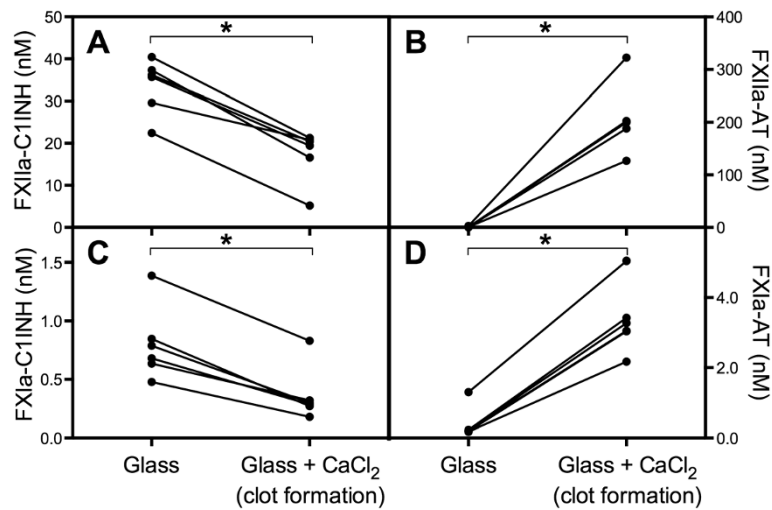 A
*
FXIIa-C1INH (nM)
50
40
30
20
10
0
B
*
FXIIa-AT (nM)
400
300
200
100
0
C
*
FXIa-C1INH (nM)
1.5
1.0
0.5
0.0
D
*
FXIa-AT (nM)
4.0
2.0
0.0
Glass
Glass + CaCl₂
(clot formation)
Glass
Glass + CaCl₂
(clot formation)